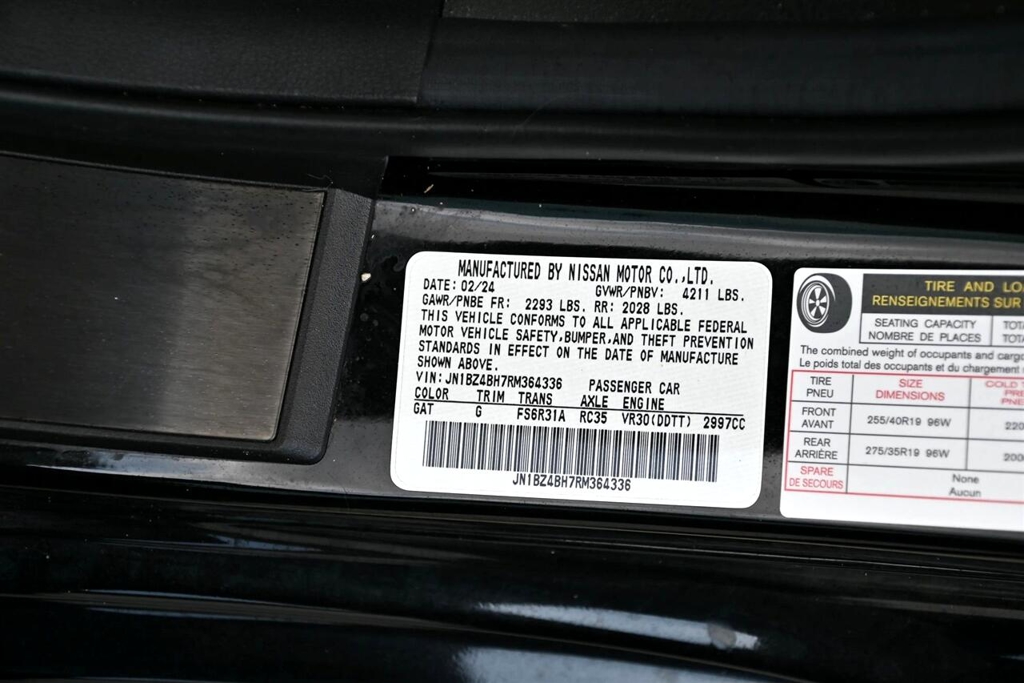 MANUFACTURED BY NISSAN MOTOR CO.,LTD.
DATE: 02/24 GVWR/PNBV: 4211 LBS.
GAWR/PNBE FR: 2293 LBS. RR: 2028 LBS.
THIS VEHICLE CONFORMS TO ALL APPLICABLE FEDERAL
MOTOR VEHICLE SAFETY,BUMPER,AND THEFT PREVENTION
STANDARDS IN EFFECT ON THE DATE OF MANUFACTURE
SHOWN ABOVE.
VIN:JN1BZ4BH7RM364336 PASSENGER CAR
COLOR TRIM TRANS AXLE ENGINE
GAT G FS6R31A RC35 VR30(DDTT) 2997CC
JN1BZ4BH7RM364336
TIRE AND
RENSEIGNEMENTS SUR
SEATING CAPACITY
NOMBRE DE PLACES
The combined weight of occupants and
Le poids total des occupants et du chargement
TIRE SIZE COLD
PNEU DIMENSIONS
FRONT
AVANT 255/40R19 96W
REAR
ARRIÈRE 275/35R19 96W
SPARE None
DE SECOURS Aucun